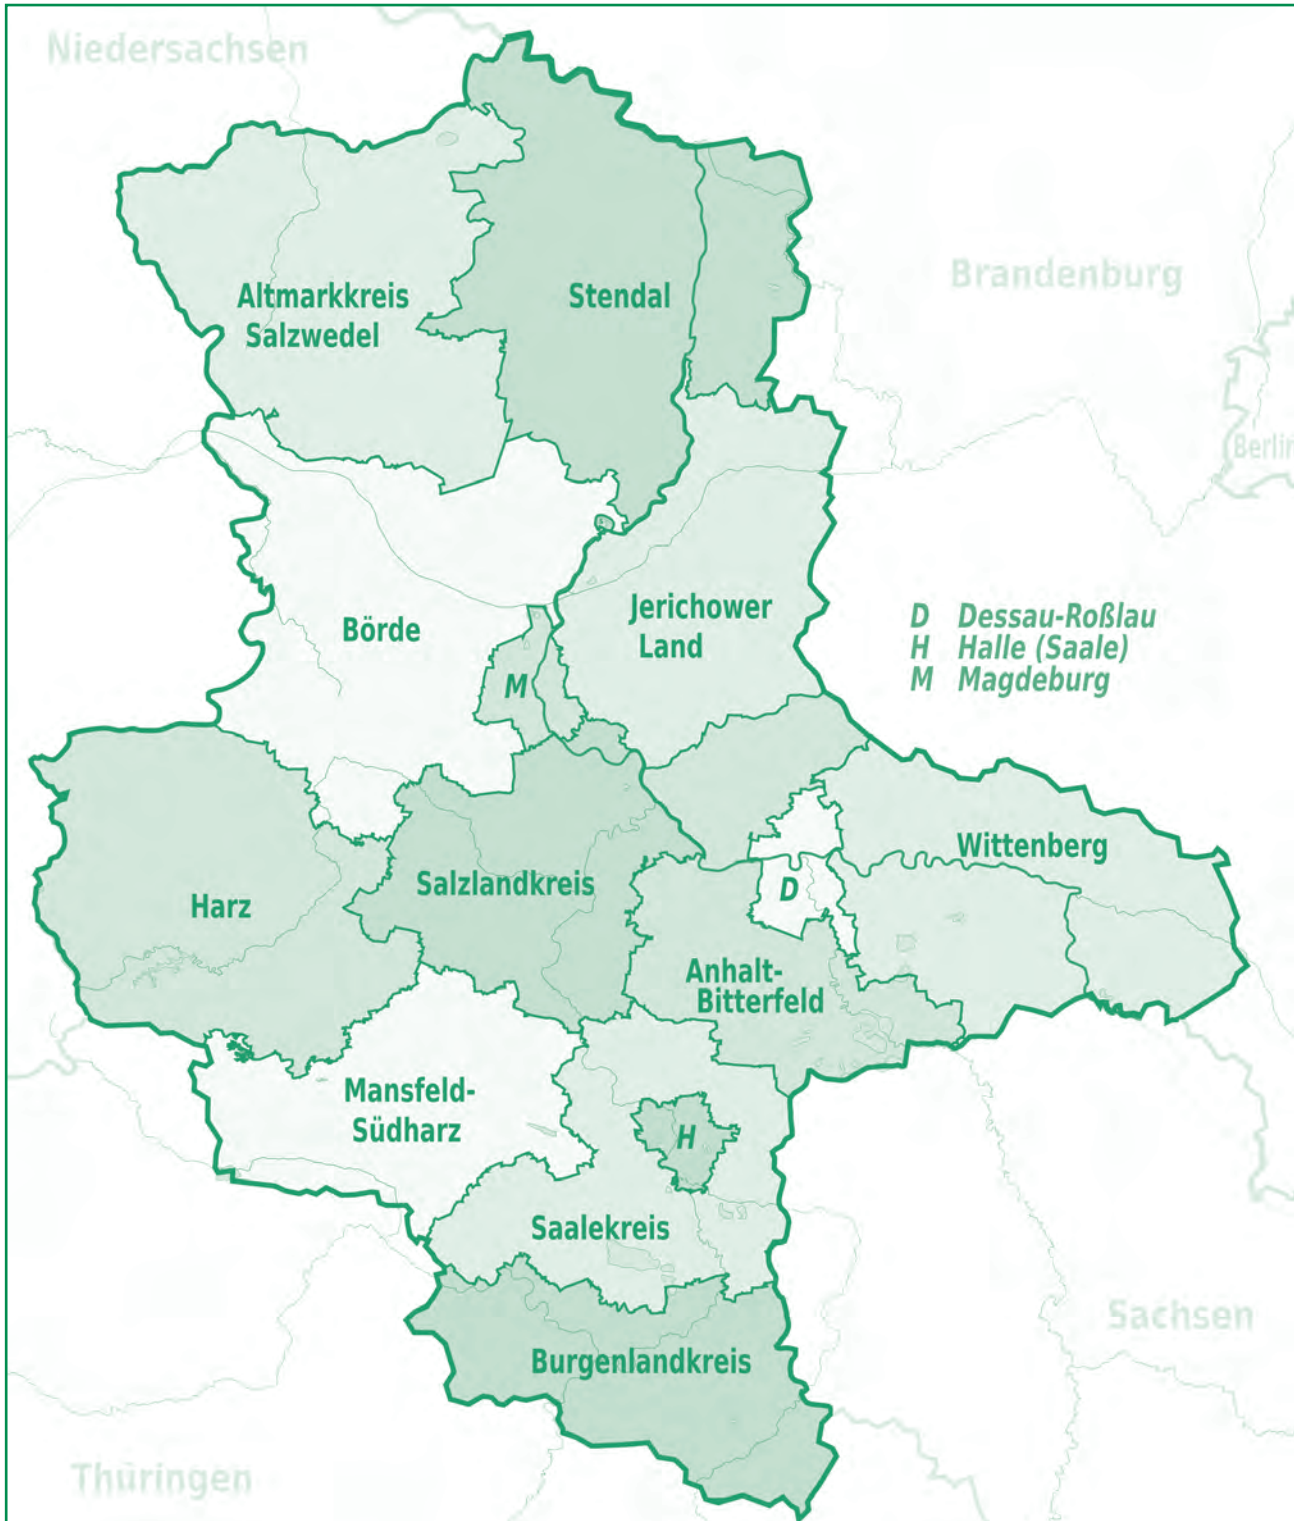 Niedersachsen
Brandenburg
Altmarkkreis
Salzwedel
Stendal
Berlin
Börde
Jerichower
Land
D Dessau-Roßlau
H Halle (Saale)
M Magdeburg
M
Wittenberg
Salzlandkreis
D
Harz
Anhalt-
Bitterfeld
Mansfeld-
Südharz
H
Saalekreis
Sachsen
Burgenlandkreis
Thüringen